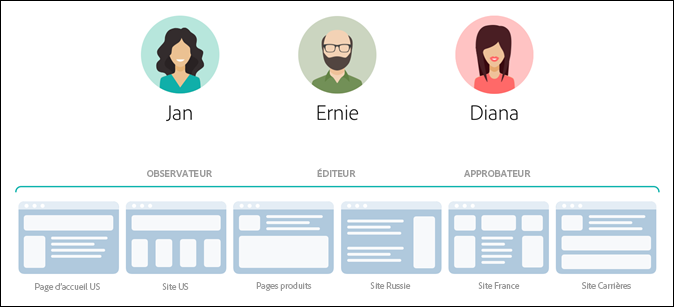 Jan Ernie Diana
OBSERVATEUR ÉDITEUR APPROBATEUR
Page d'accueil US Site US Pages produits Site Russie Site France Site Carrières